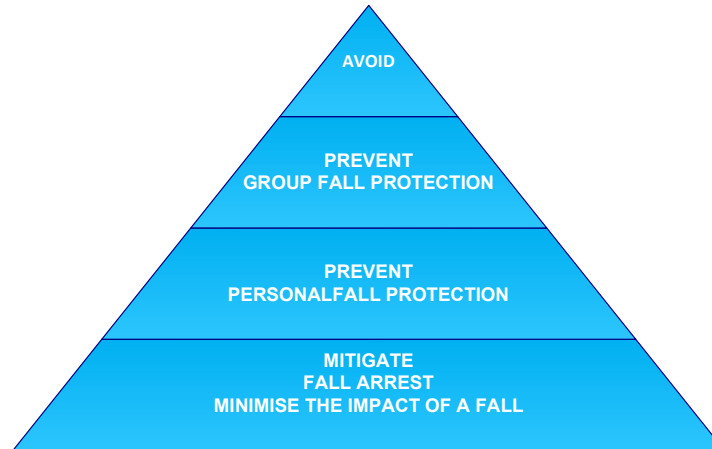 AVOID
PREVENT
GROUP FALL PROTECTION
PREVENT
PERSONALFALL PROTECTION
MITIGATE
FALL ARREST
MINIMISE THE IMPACT OF A FALL